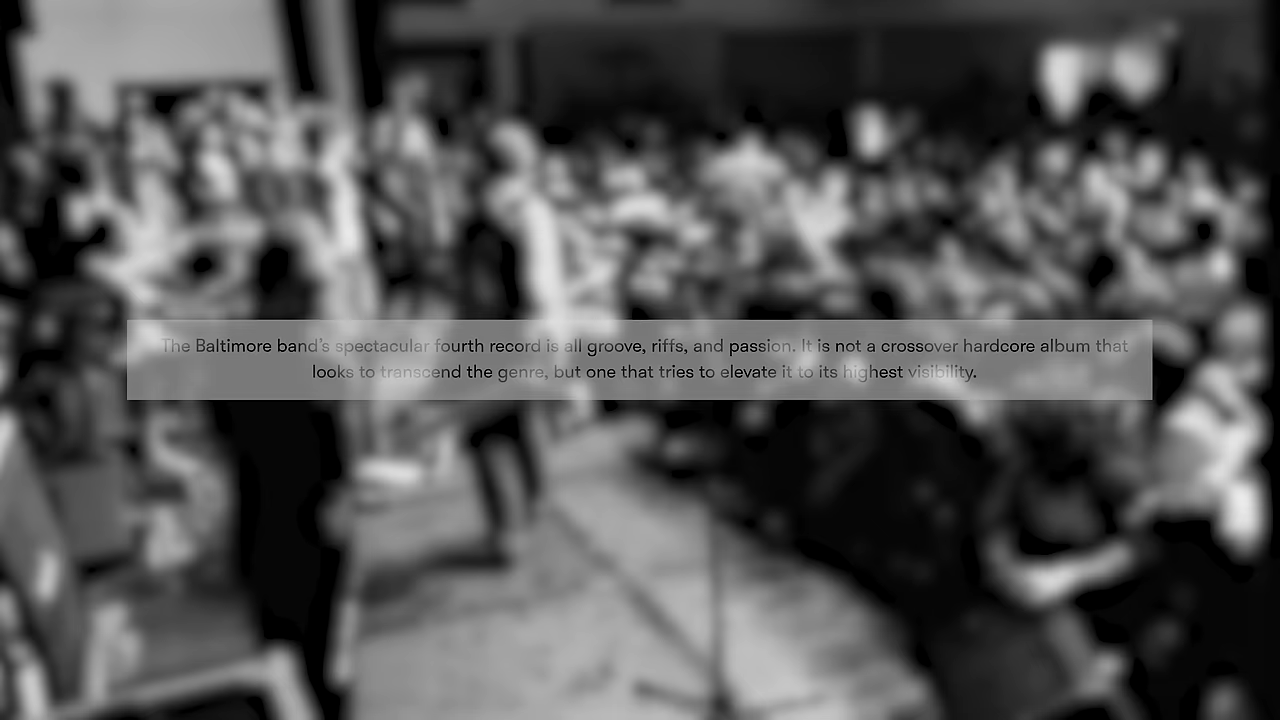 The Baltimore band’s spectacular fourth record is all groove, riffs, and passion. It is not a crossover hardcore album that
looks to transcend the genre, but one that tries to elevate it to its highest visibility.